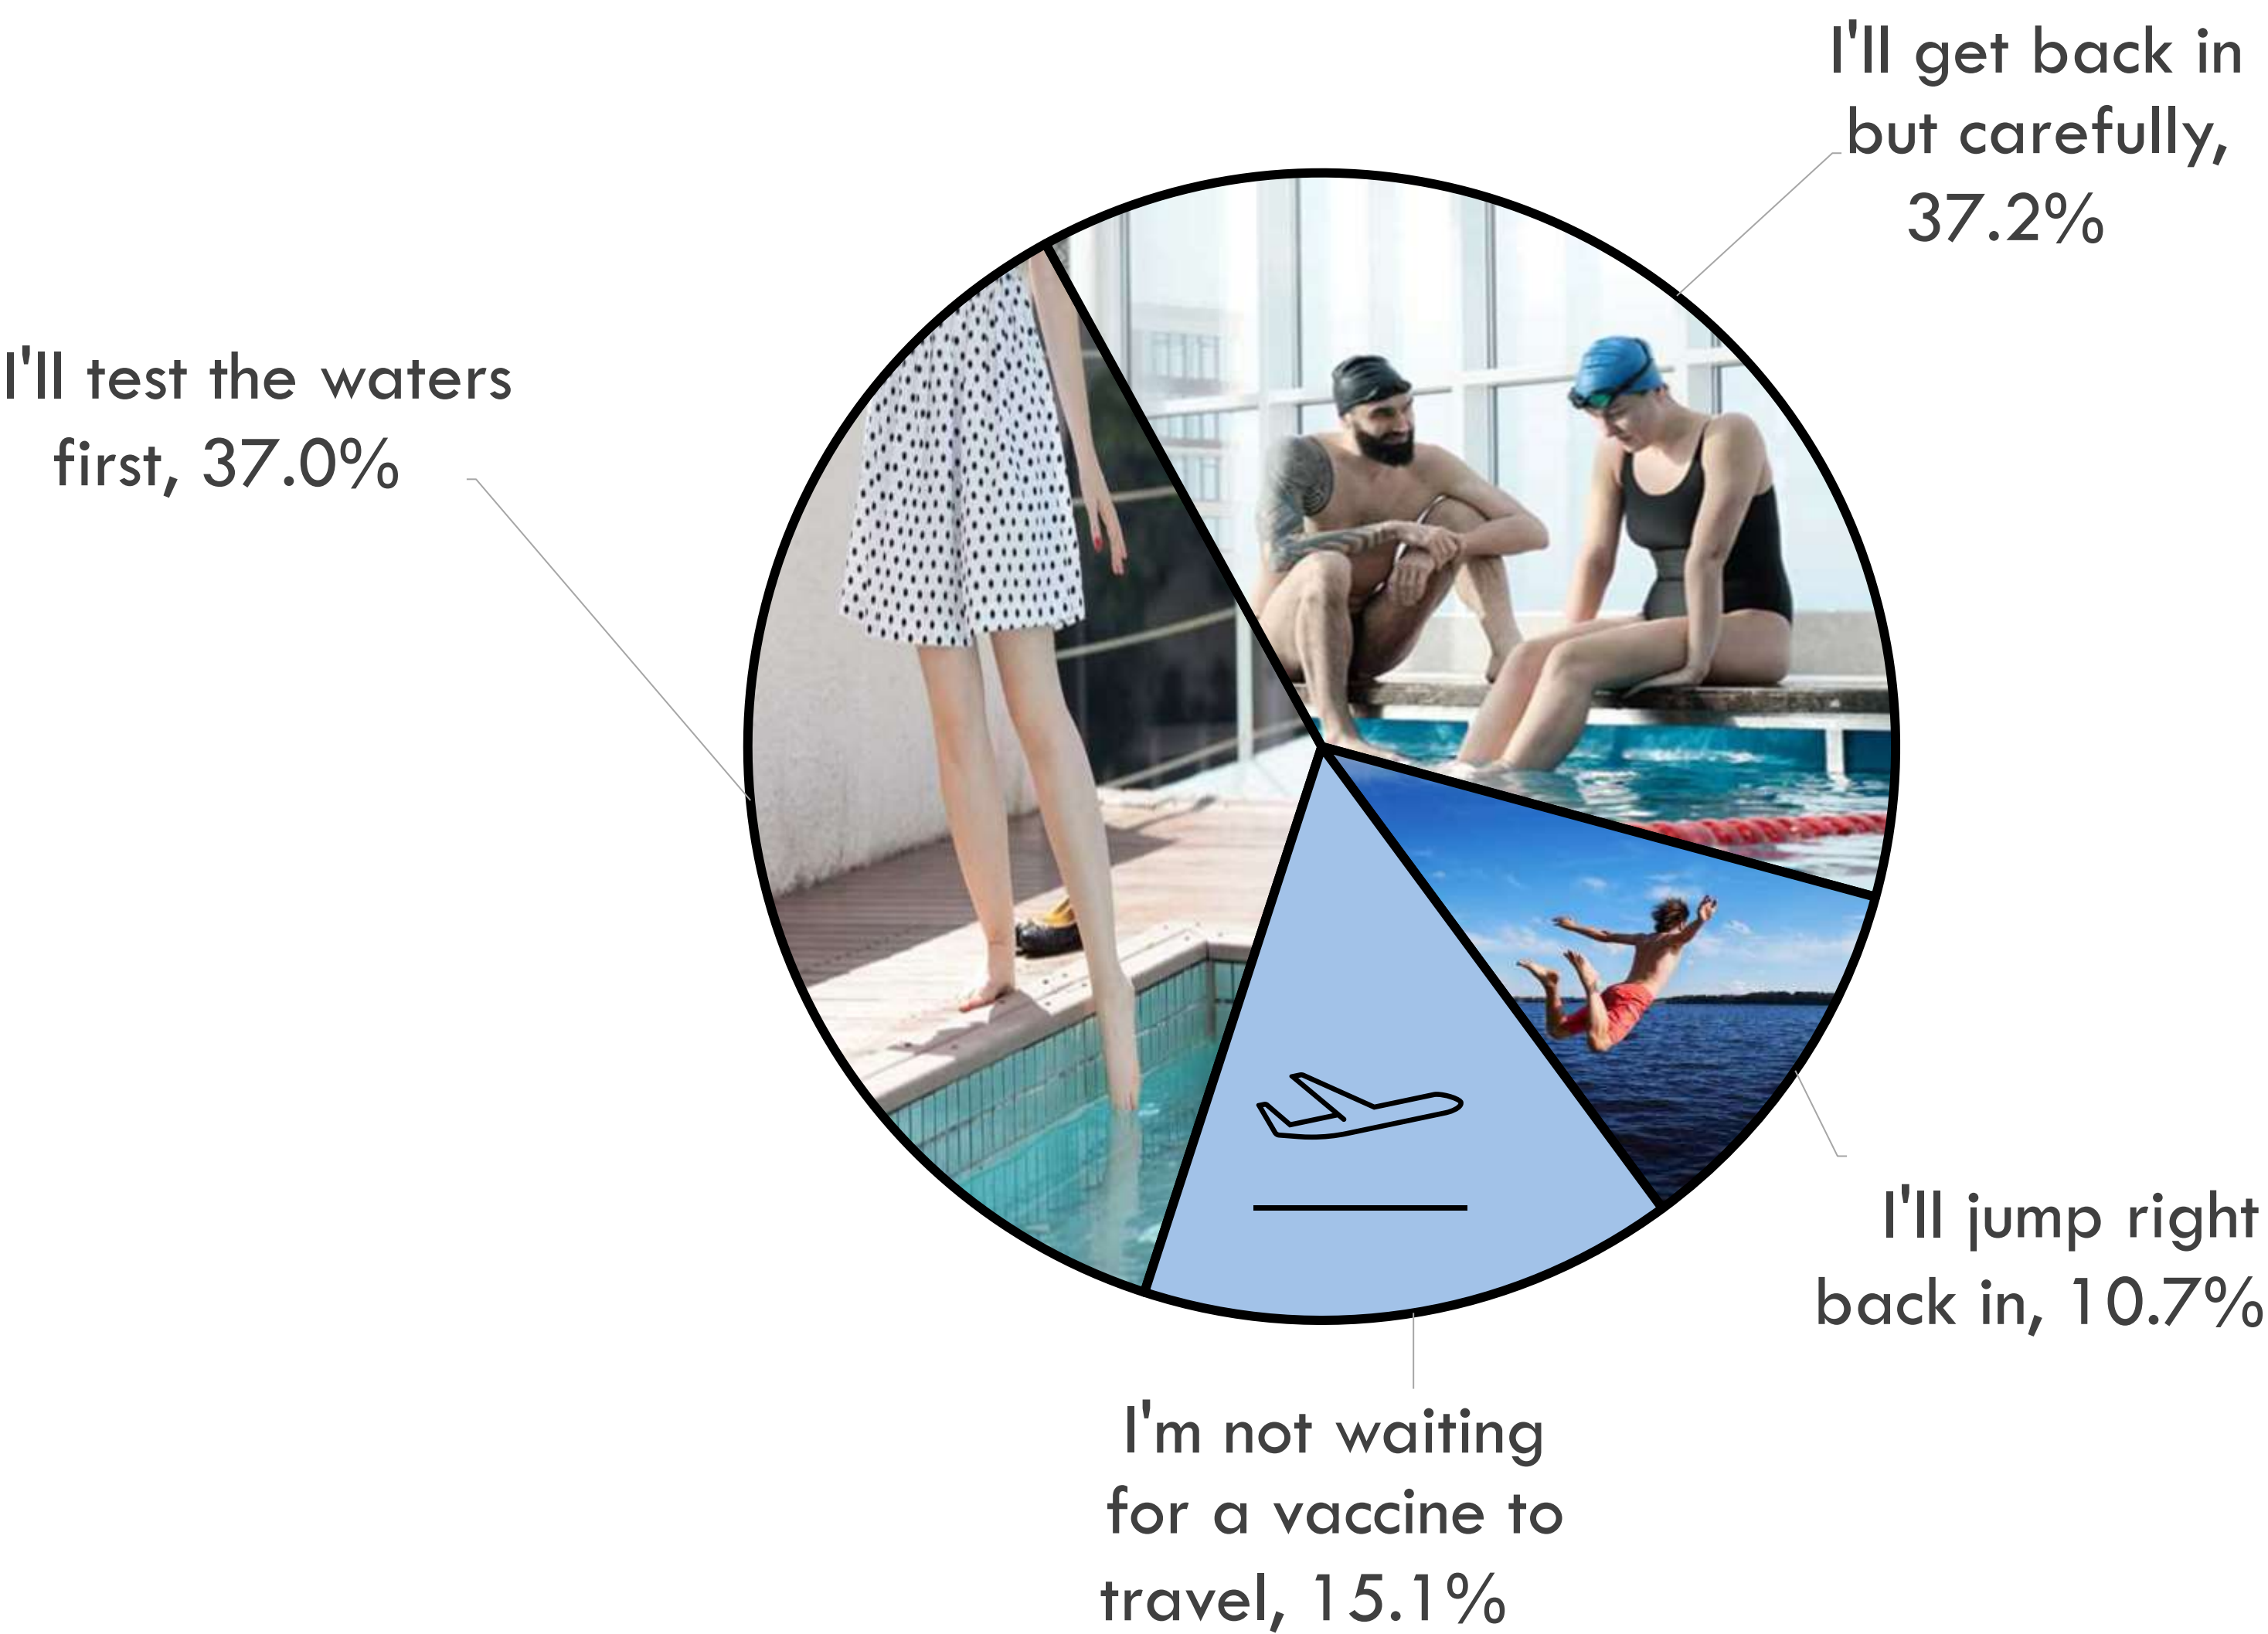 I'll get back in
but carefully,
37.2%
I'll test the waters
first, 37.0%
I'll jump right
back in, 10.7%
I'm not waiting
for a vaccine to
travel, 15.1%